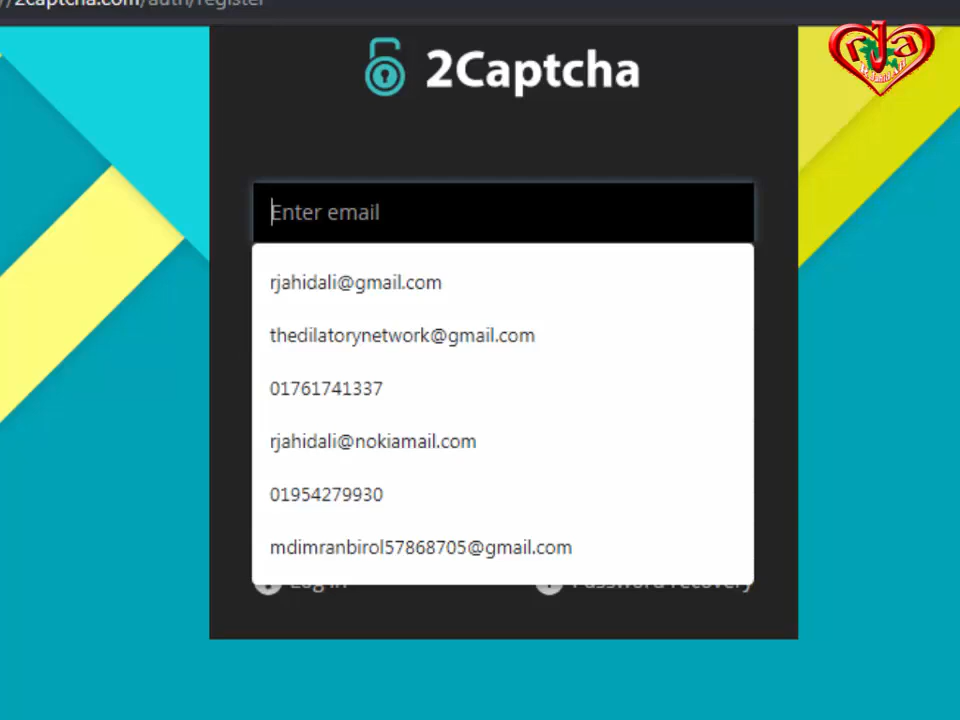 //2captcha.com/auth/register
2Captcha
rja
Enter email
rjahidali@gmail.com
thedilatorynetwork@gmail.com
01761741337
rjahidali@nokiamail.com
01954279930
mdimranbirol57868705@gmail.com
Log in
Password recovery